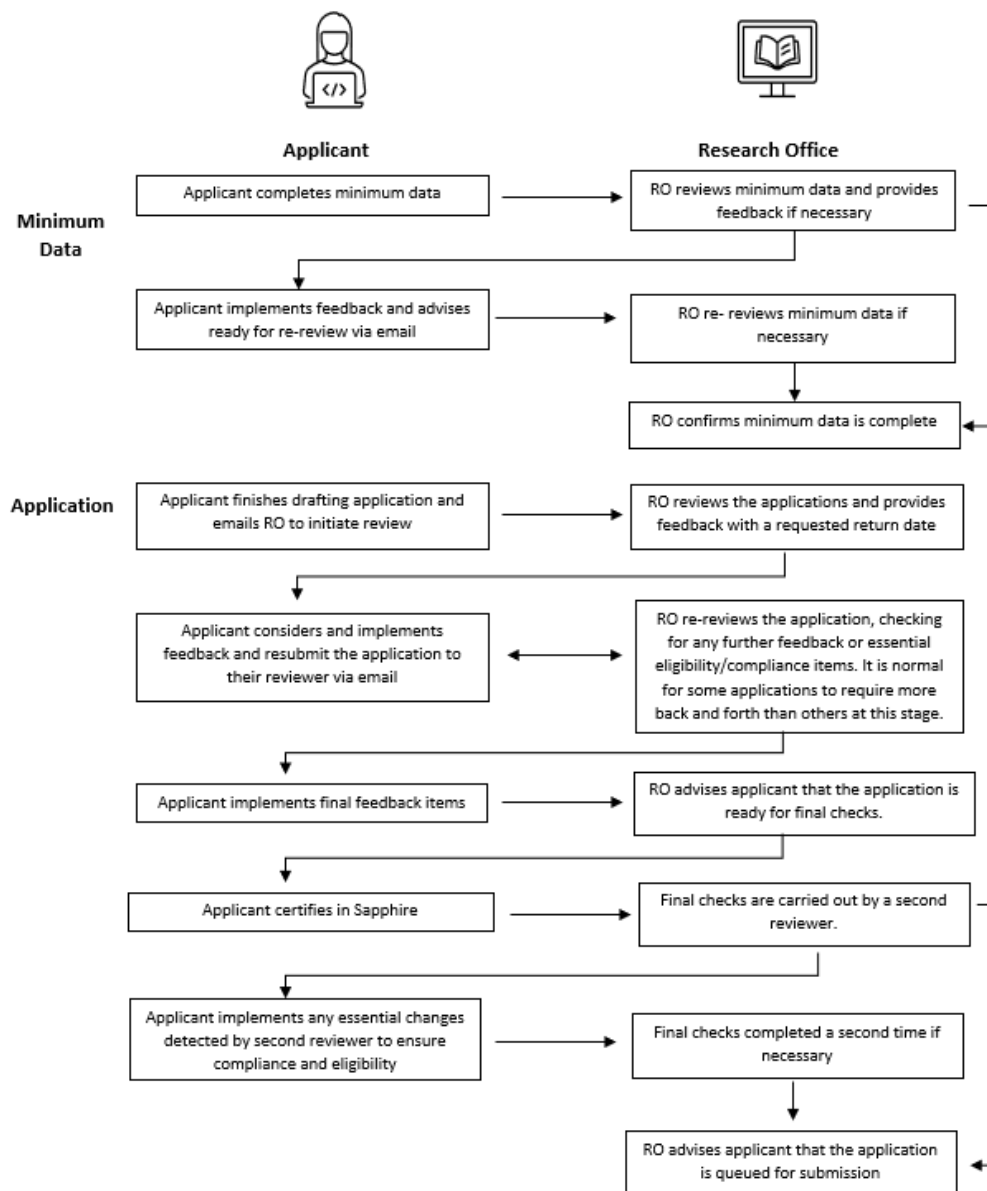 </>
Applicant
Research Office
Minimum
Data
Applicant completes minimum data
RO reviews minimum data and provides
feedback if necessary
Applicant implements feedback and advises
ready for re-review via email
RO re- reviews minimum data if
necessary
RO confirms minimum data is complete
Application
Applicant finishes drafting application and
emails RO to initiate review
RO reviews the applications and provides
feedback with a requested return date
Applicant considers and implements
feedback and resubmit the application to
their reviewer via email
RO re-reviews the application, checking
for any further feedback or essential
eligibility/compliance items. It is normal
for some applications to require more
back and forth than others at this stage.
Applicant implements final feedback items
RO advises applicant that the application is
ready for final checks.
Applicant certifies in Sapphire
Final checks are carried out by a second
reviewer.
Applicant implements any essential changes
detected by second reviewer to ensure
compliance and eligibility
Final checks completed a second time if
necessary
RO advises applicant that the application
is queued for submission